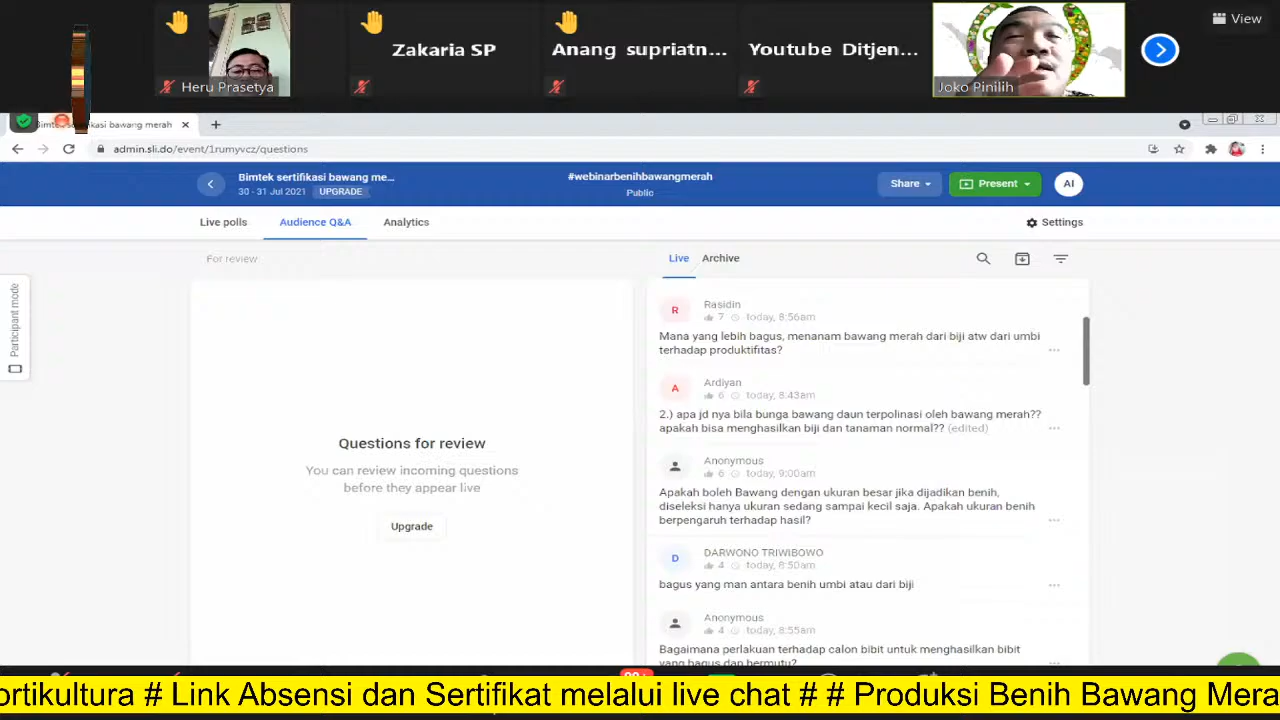 View
Zakaria SP
Anang supriatn...
Youtube Ditjen...
Heru Prasetya
Joko Pinilih
Bimtek sertifikasi bawang merah
admin.sli.do/event/1rumyvcz/questions
Bimtek sertifikasi bawang me...
30 - 31 Jul 2021 UPGRADE
#webinarbenihbawangmerah
Public
Share
Present
AI
Live polls
Audience Q&A
Analytics
Settings
Participant mode
For review
Questions for review
You can review incoming questions
before they appear live
Upgrade
Live
Archive
R
Rasidin
7 today, 8:56am
Mana yang lebih bagus, menanam bawang merah dari biji atw dari umbi
terhadap produktifitas?
A
Ardiyan
6 today, 8:43am
2.) apa jd nya bila bunga bawang daun terpolinasi oleh bawang merah??
apakah bisa menghasilkan biji dan tanaman normal?? (edited)
Anonymous
6 today, 9:00am
Apakah boleh Bawang dengan ukuran besar jika dijadikan benih,
diseleksi hanya ukuran sedang sampai kecil saja. Apakah ukuran benih
berpengaruh terhadap hasil?
D
DARWONO TRIWIBOWO
4 today, 8:50am
bagus yang man antara benih umbi atau dari biji
Anonymous
4 today, 8:55am
Bagaimana perlakuan terhadap calon bibit untuk menghasilkan bibit
yang bagus dan bermutu?
ortikultura # Link Absensi dan Sertifikat melalui live chat # # Produksi Benih Bawang Mera